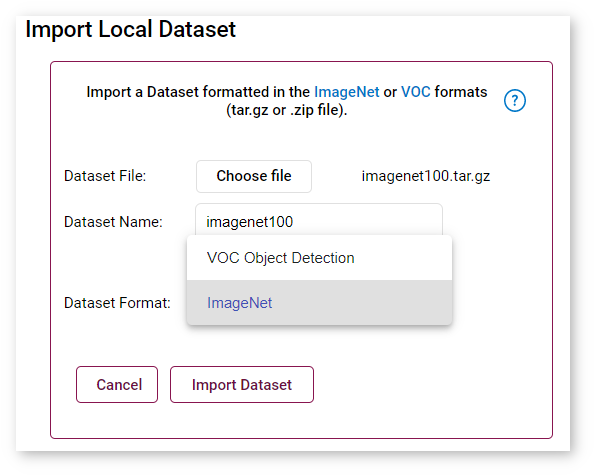 Import Local Dataset
Import a Dataset formatted in the ImageNet or VOC formats
(tar.gz or .zip file).
?
Dataset File:
Choose file
imagenet100.tar.gz
Dataset Name:
imagenet100
VOC Object Detection
Dataset Format:
ImageNet
Cancel
Import Dataset